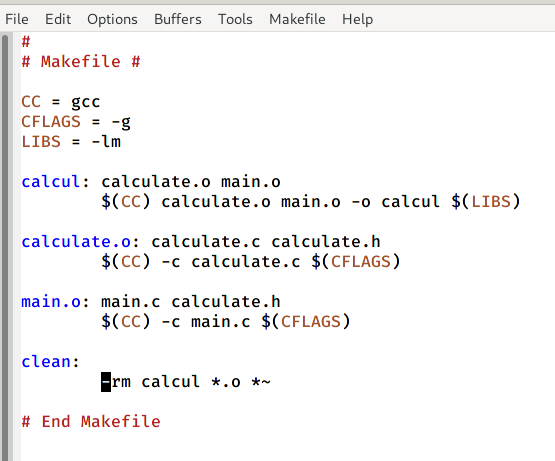 File Edit Options Buffers Tools Makefile Help
#
# Makefile #
CC = gcc
CFLAGS = -g
LIBS = -lm
calcul: calculate.o main.o
$(CC) calculate.o main.o -o calcul $(LIBS)
calculate.o: calculate.c calculate.h
$(CC) -c calculate.c $(CFLAGS)
main.o: main.c calculate.h
$(CC) -c main.c $(CFLAGS)
clean:
-rm calcul *.o *~
# End Makefile